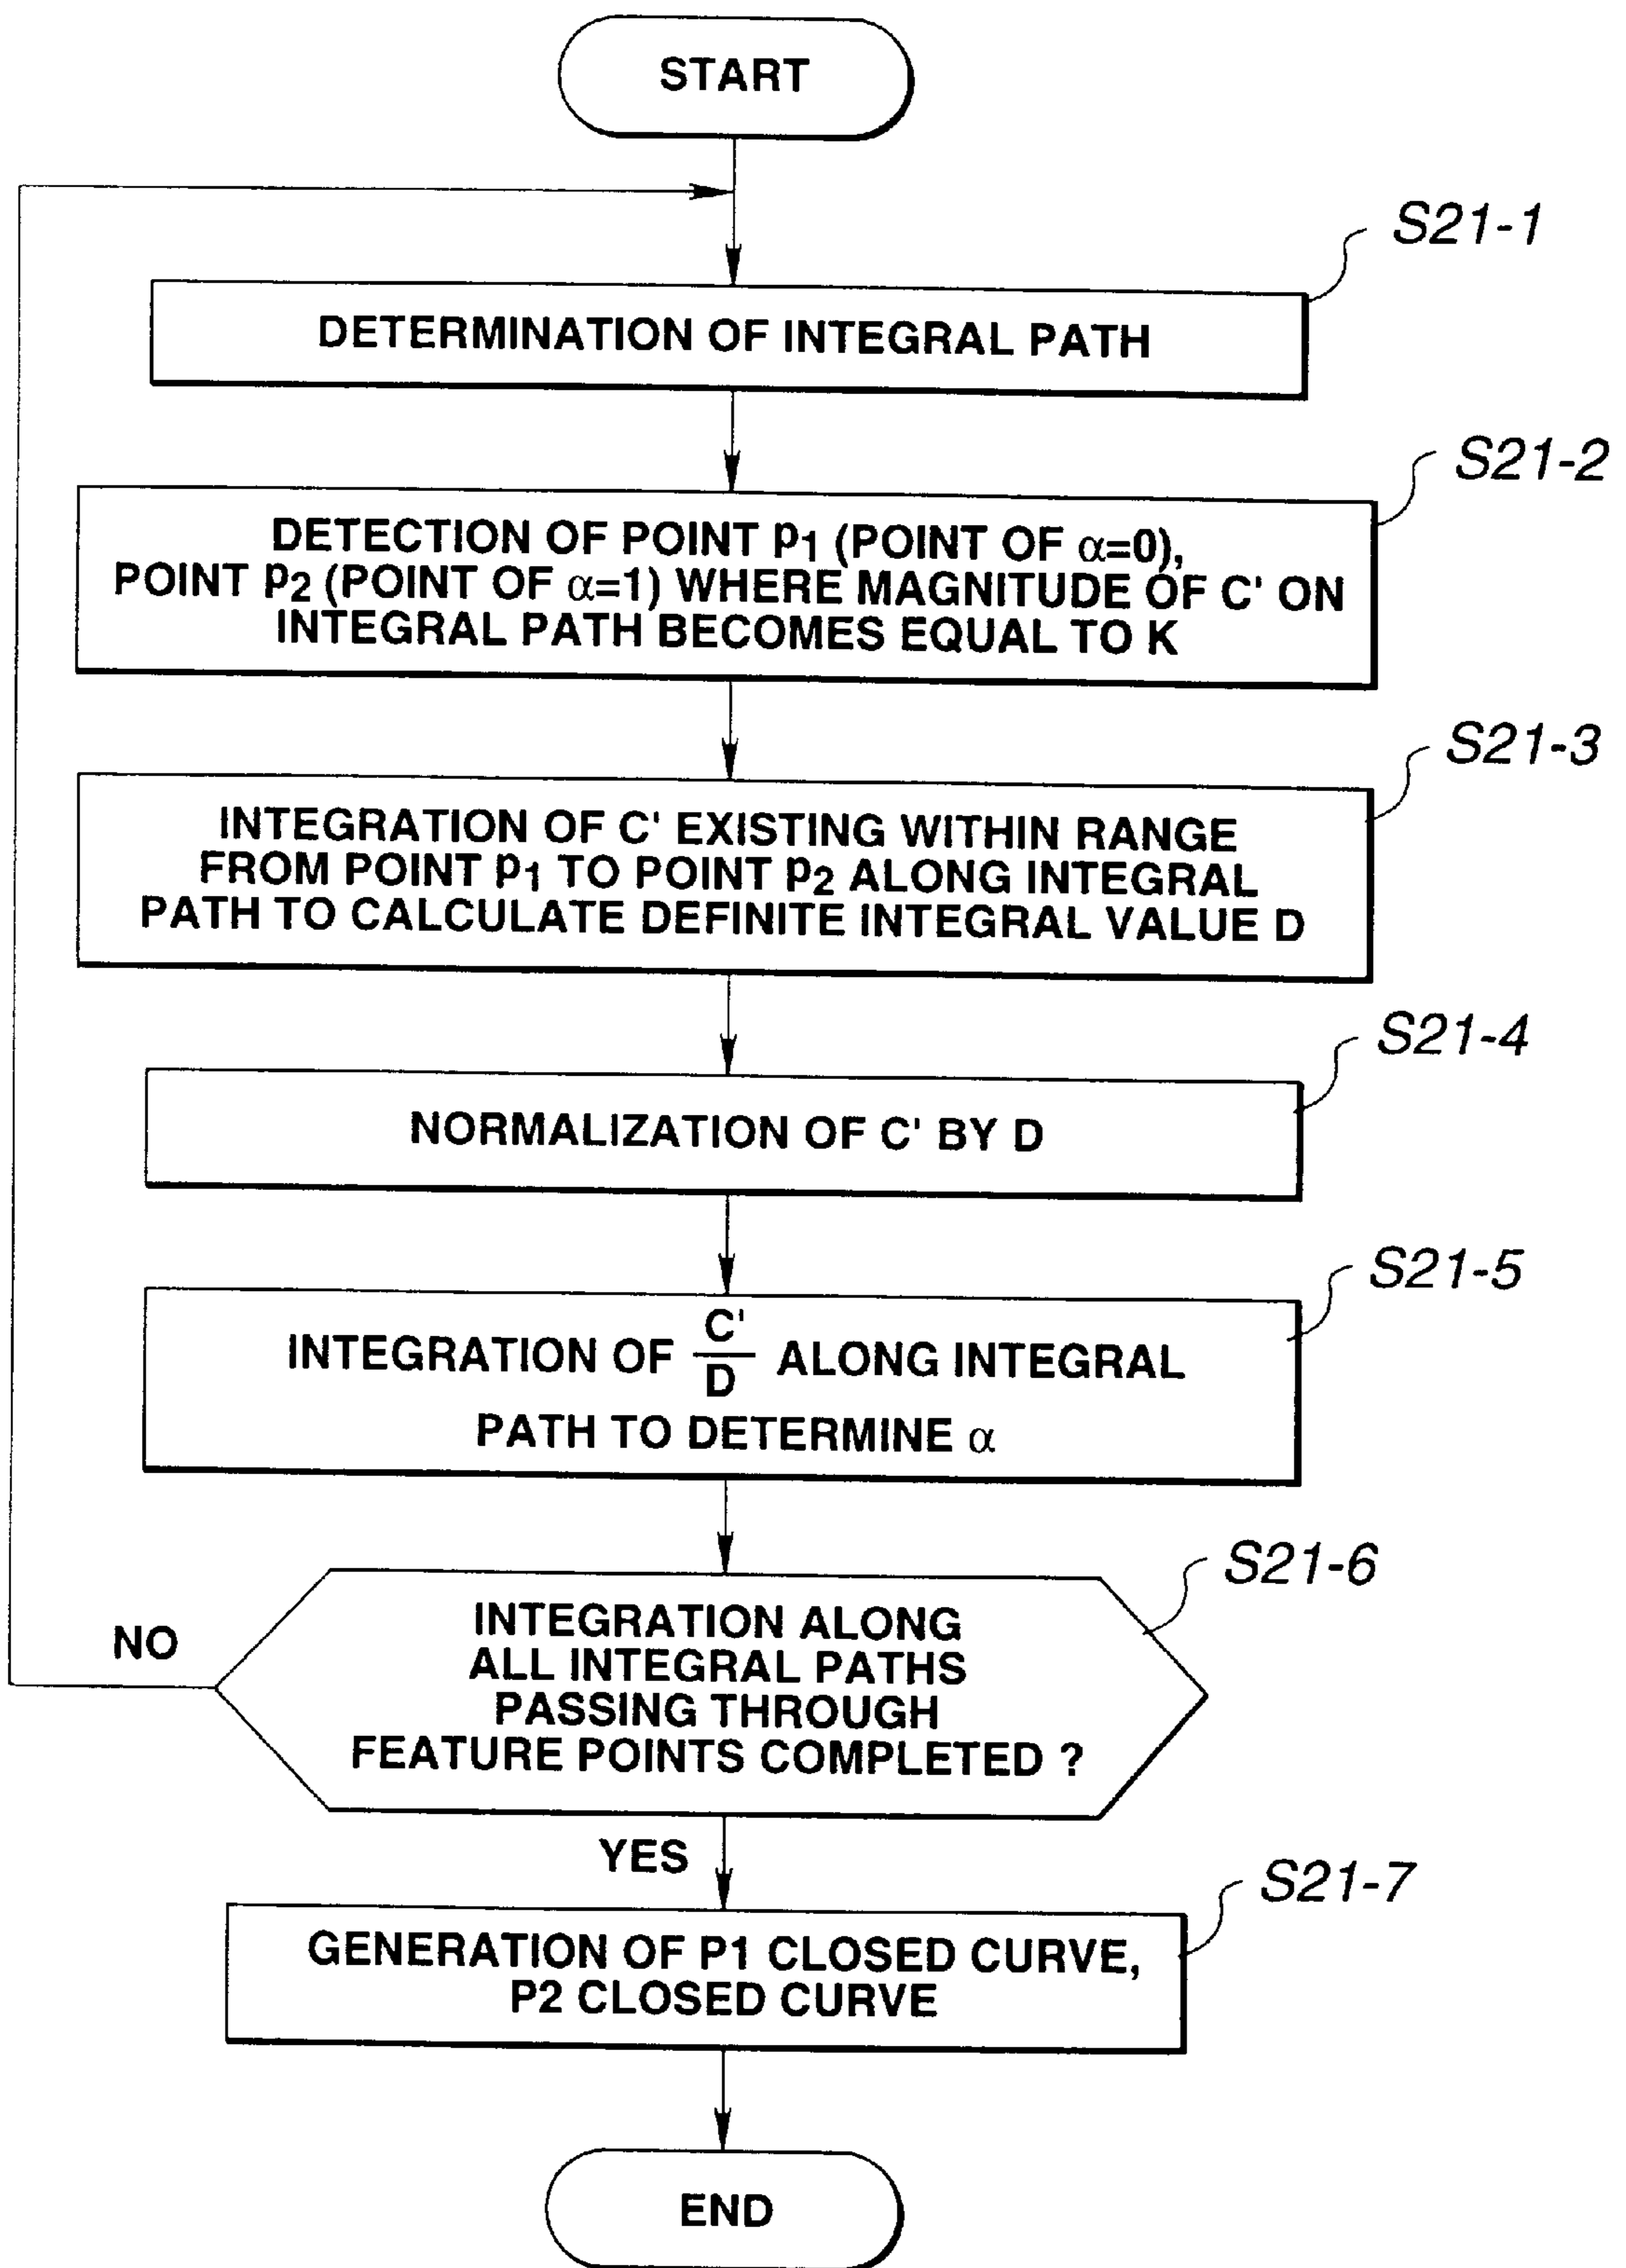 START
S21-1
DETERMINATION OF INTEGRAL PATH
S21-2
DETECTION OF POINT P1 (POINT OF α=0),
POINT P2 (POINT OF α=1) WHERE MAGNITUDE OF C' ON
INTEGRAL PATH BECOMES EQUAL TO K
S21-3
INTEGRATION OF C' EXISTING WITHIN RANGE
FROM POINT P1 TO POINT P2 ALONG INTEGRAL
PATH TO CALCULATE DEFINITE INTEGRAL VALUE D
S21-4
NORMALIZATION OF C' BY D
S21-5
INTEGRATION OF C'/D ALONG INTEGRAL
PATH TO DETERMINE α
S21-6
INTEGRATION ALONG
ALL INTEGRAL PATHS
PASSING THROUGH
FEATURE POINTS COMPLETED ?
NO
YES
S21-7
GENERATION OF P1 CLOSED CURVE,
P2 CLOSED CURVE
END